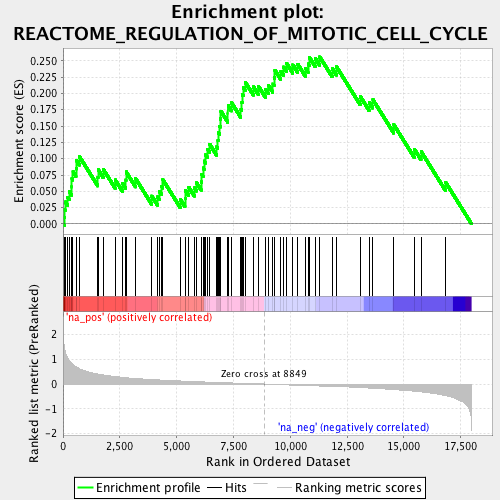 Enrichment plot:
REACTOME_REGULATION_OF_MITOTIC_CELL_CYCLE
Enrichment score (ES)
0.250
0.225
0.200
0.175
0.150
0.125
0.100
0.075
0.050
0.025
0.000
'na_pos' (positively correlated)
Ranked list metric (PreRanked)
2
1
0
-1
-2
Zero cross at 8849
'na_neg' (negatively correlated)
0 2,500 5,000 7,500 10,000 12,500 15,000 17,500
Rank in Ordered Dataset
Enrichment profile Hits Ranking metric scores